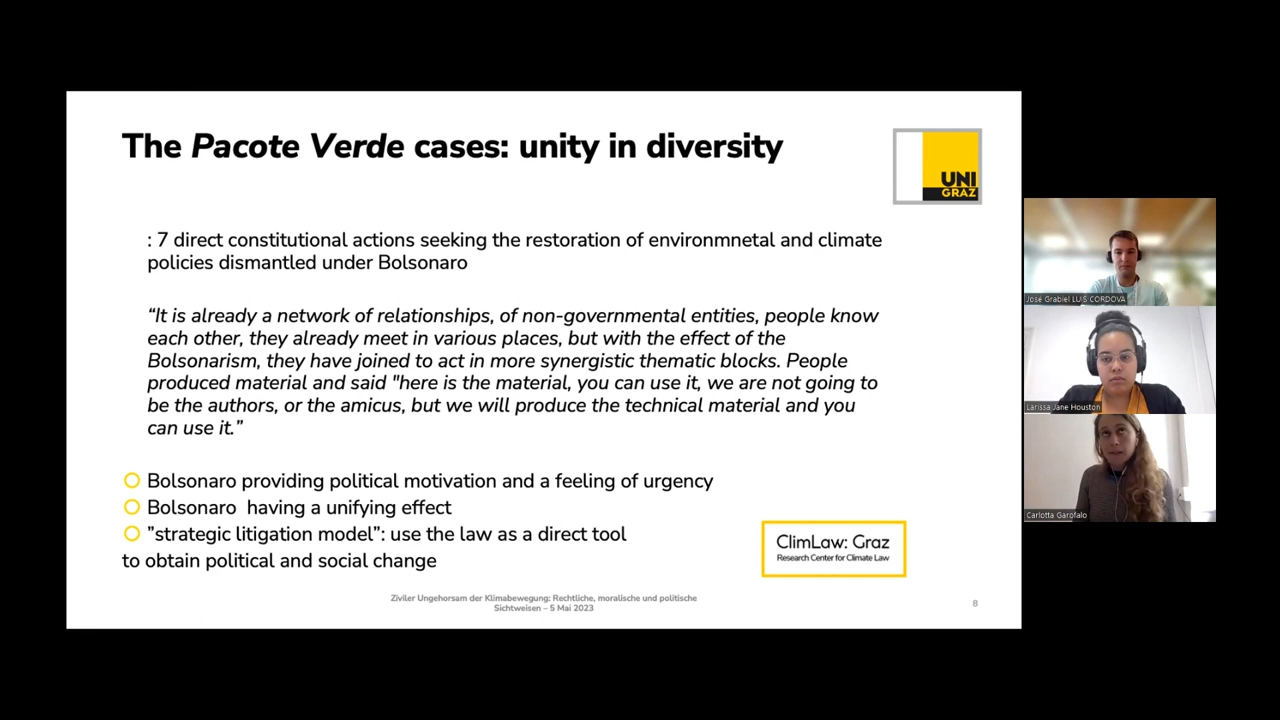 The Pacote Verde cases: unity in diversity
UNI
GRAZ
: 7 direct constitutional actions seeking the restoration of environmnetal and climate
policies dismantled under Bolsonaro
“It is already a network of relationships, of non-governmental entities, people know
each other, they already meet in various places, but with the effect of the
Bolsonarism, they have joined to act in more synergistic thematic blocks. People
produced material and said "here is the material, you can use it, we are not going to
be the authors, or the amicus, but we will produce the technical material and you
can use it.”
Bolsonaro providing political motivation and a feeling of urgency
Bolsonaro having a unifying effect
”strategic litigation model”: use the law as a direct tool
to obtain political and social change
ClimLaw: Graz
Research Center for Climate Law
Ziviler Ungehorsam der Klimabewegung: Rechtliche, moralische und politische
Sichtweisen – 5 Mai 2023
8
José Grabiel LUIS CORDOVA
Larissa Jane Houston
Carlotta Garofalo